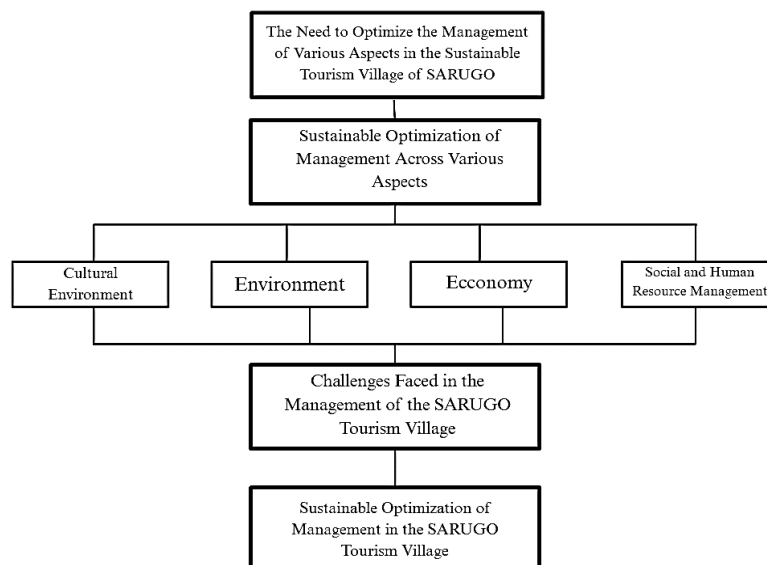 The Need to Optimize the Management
of Various Aspects in the Sustainable
Tourism Village of SARUGO
Sustainable Optimization of
Management Across Various
Aspects
Cultural
Environment
Environment
Ecconomy
Social and Human
Resource Management
Challenges Faced in the
Management of the SARUGO
Tourism Village
Sustainable Optimization of
Management in the SARUGO
Tourism Village